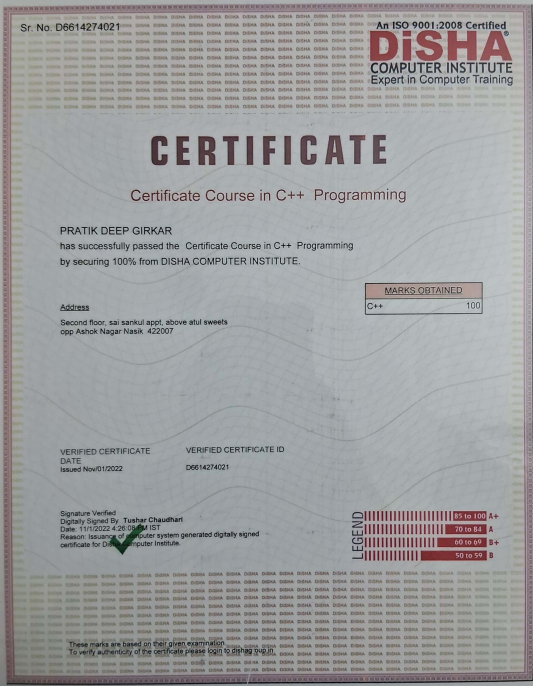 Sr. No. D6614274021
An ISO 9001:2008 Certified
DiSHA®
COMPUTER INSTITUTE
Expert in Computer Training
CERTIFICATE
Certificate Course in C++ Programming
PRATIK DEEP GIRKAR
has successfully passed the Certificate Course in C++ Programming
by securing 100% from DISHA COMPUTER INSTITUTE.
MARKS OBTAINED
C++ 100
Address
Second floor, sai sankul appt, above atul sweets
opp Ashok Nagar Nasik 422007
VERIFIED CERTIFICATE
DATE
Issued Nov/01/2022
VERIFIED CERTIFICATE ID
D6614274021
Signature Verified
Digitally Signed By Tushar Chaudhari
Date: 11/1/2022 4:26:08 PM IST
Reason: Issuance of computer system generated digitally signed
certificate for Disha Computer Institute.
LEGEND
85 to 100 A+
70 to 84 A
60 to 69 B+
50 to 59 B
These marks are based on their given examination
To verify authenticity of the certificate please login to